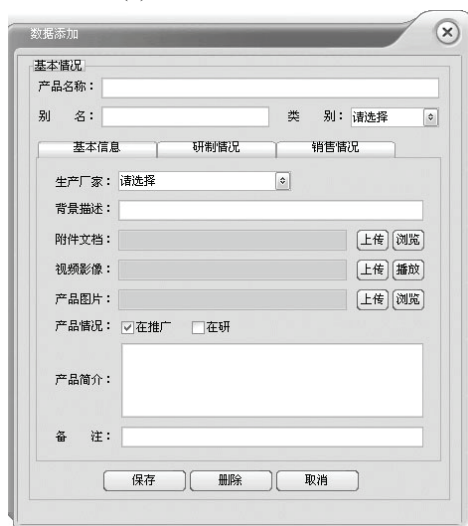 数据添加
基本情况
产品名称：
别 名： 类 别： 请选择
基本信息 研制情况 销售情况
生产厂家： 请选择
背景描述：
附件文档： 上传 浏览
视频影像： 上传 播放
产品图片： 上传 浏览
产品情况： 在推广 在研
产品简介：
备 注：
保存 删除 取消